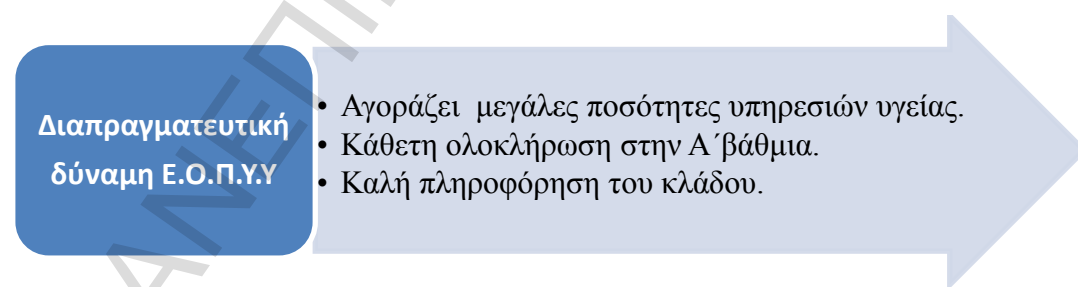 Διαπραγματευτική
δύναμη Ε.Ο.Π.Υ.Υ
• Αγοράζει μεγάλες ποσότητες υπηρεσιών υγείας.
• Κάθετη ολοκλήρωση στην Α΄βάθμια.
• Καλή πληροφόρηση του κλάδου.